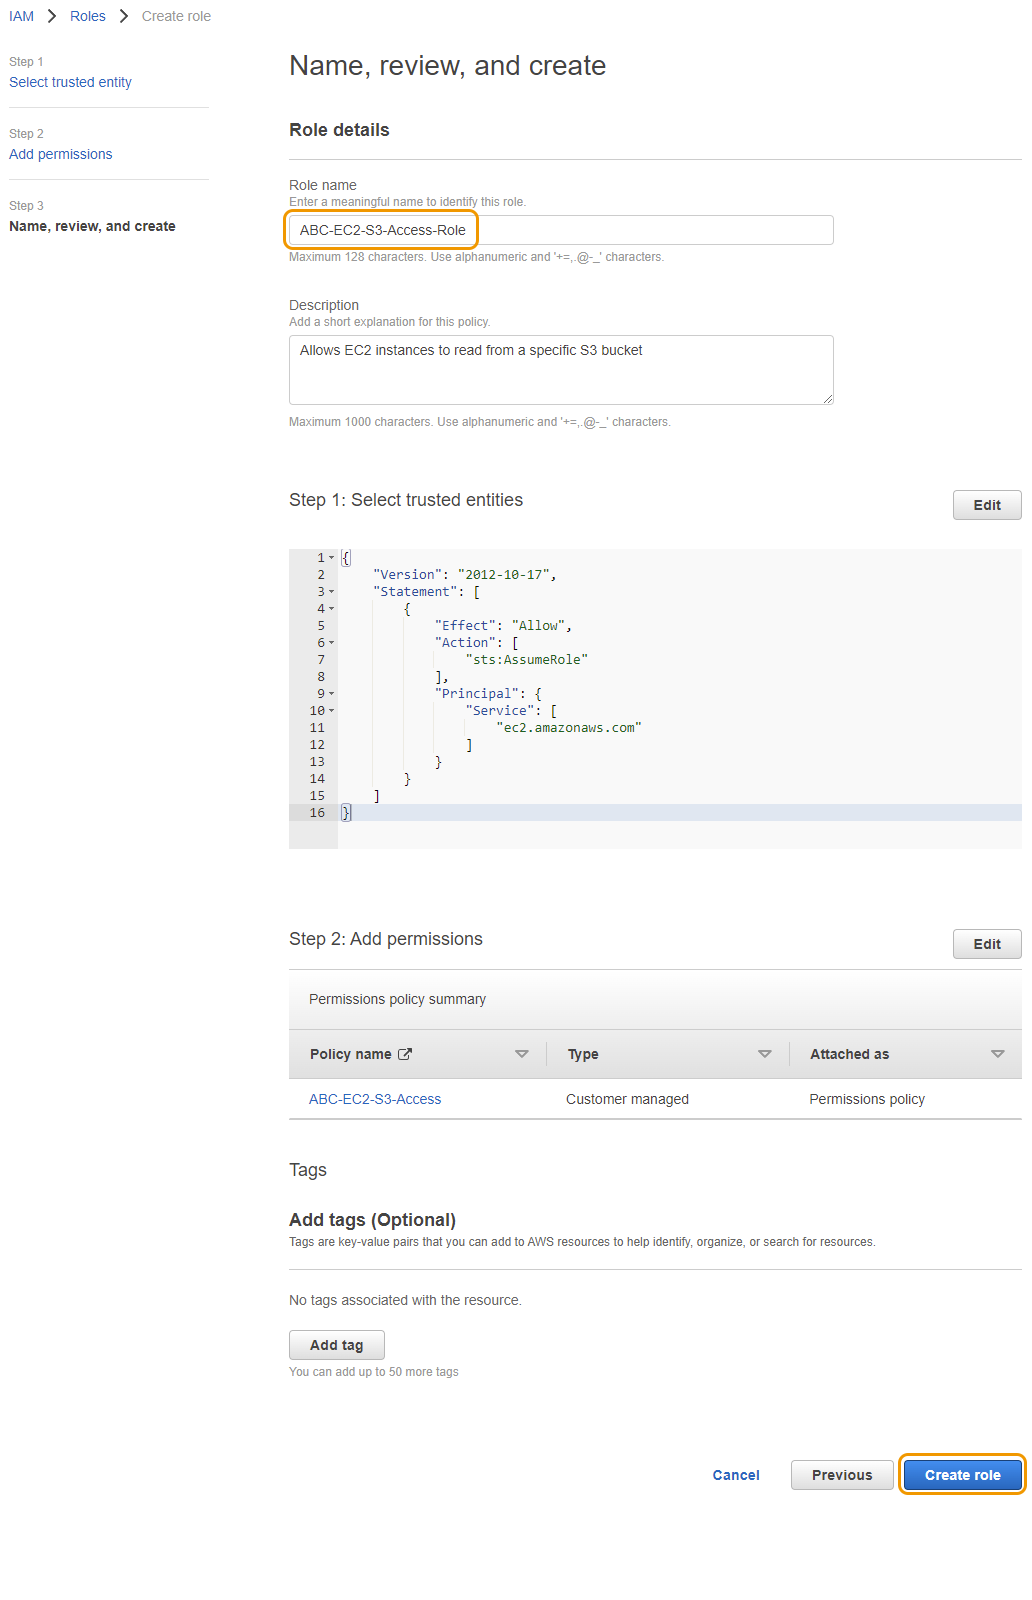 IAM > Roles > Create role
Step 1
Select trusted entity
Step 2
Add permissions
Step 3
Name, review, and create
Name, review, and create
Role details
Role name
Enter a meaningful name to identify this role.
ABC-EC2-S3-Access-Role
Maximum 128 characters. Use alphanumeric and '+=,.@-_' characters.
Description
Add a short explanation for this policy.
Allows EC2 instances to read from a specific S3 bucket
Maximum 1000 characters. Use alphanumeric and '+=,.@-_' characters.
Step 1: Select trusted entities
Edit
1 {
2     "Version": "2012-10-17",
3     "Statement": [
4         {
5             "Effect": "Allow",
6             "Action": [
7                 "sts:AssumeRole"
8             ],
9             "Principal": {
10                 "Service": [
11                     "ec2.amazonaws.com"
12                 ]
13             }
14         }
15     ]
16 }
Step 2: Add permissions
Edit
Permissions policy summary
Policy name Type Attached as
ABC-EC2-S3-Access Customer managed Permissions policy
Tags
Add tags (Optional)
Tags are key-value pairs that you can add to AWS resources to help identify, organize, or search for resources.
No tags associated with the resource.
Add tag
You can add up to 50 more tags
Cancel Previous Create role